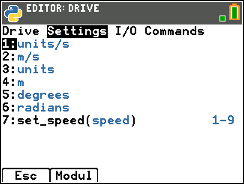 EDITOR: DRIVE
Drive Settings I/O Commands
1:units/s
2:m/s
3:units
4:m
5:degrees
6:radians
7:set_speed(speed) 1-9
Esc Modul